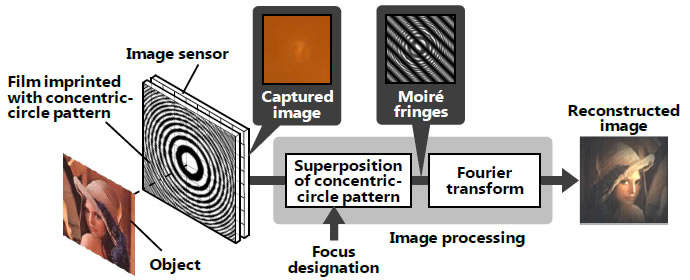 Image sensor
Film imprinted
with concentric-
circle pattern
Object
Captured
image
Moiré
fringes
Superposition
of concentric-
circle pattern
Fourier
transform
Focus
designation
Image processing
Reconstructed
image